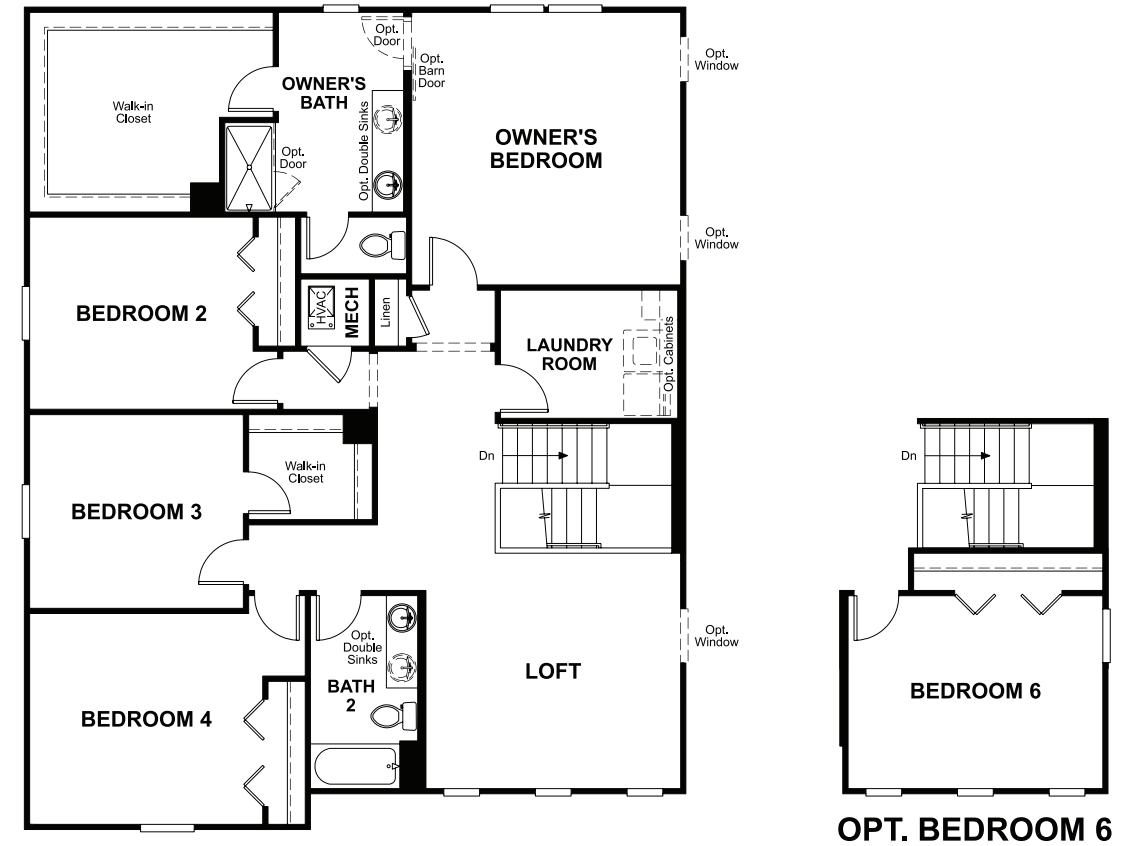 Opt.
Door
Opt.
Barn
Door
Opt.
Window
OWNER'S
BATH
Walk-in
Closet
Opt. Double Sinks
OWNER'S
BEDROOM
Opt.
Door
Opt.
Window
BEDROOM 2
HVAC
MECH
Linen
LAUNDRY
ROOM
Opt. Cabinets
Dn
Walk-in
Closet
BEDROOM 3
Opt.
Double
Sinks
Opt.
Window
LOFT
BATH
2
BEDROOM 4
Dn
BEDROOM 6
OPT. BEDROOM 6